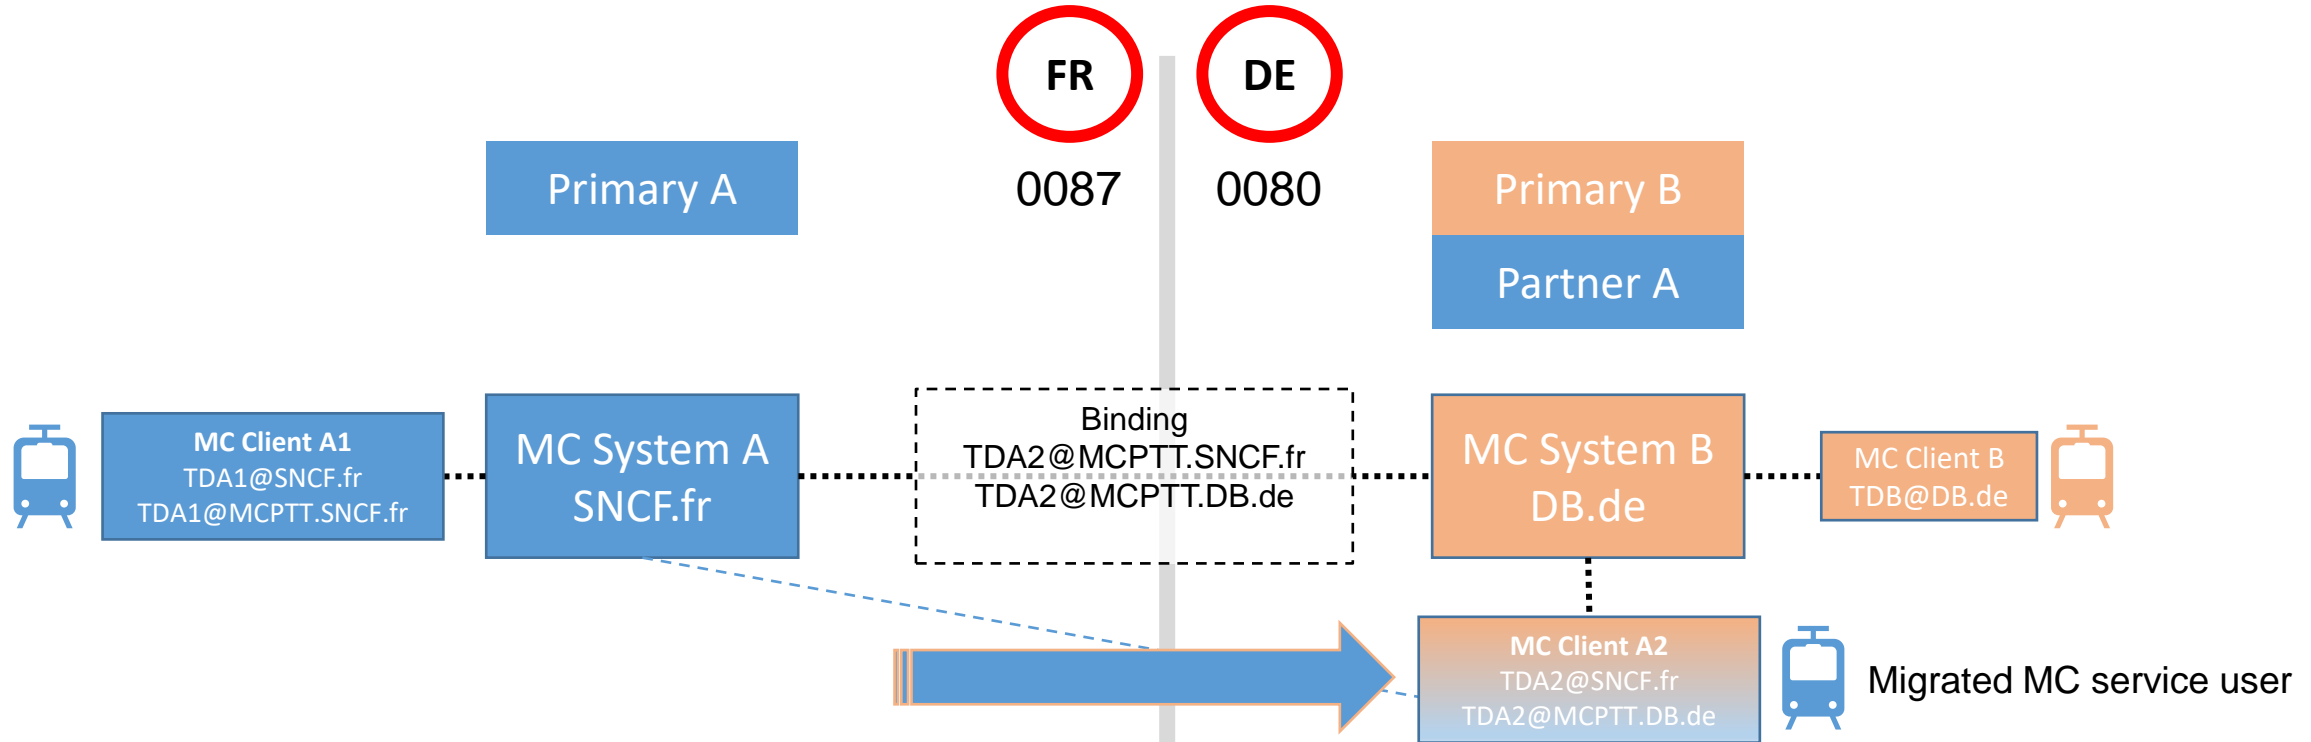 FR
DE
0087
0080
Primary A
Primary B
Partner A
MC Client A1
TDA1@SNCF.fr
TDA1@MCPTT.SNCF.fr
MC System A
SNCF.fr
Binding
TDA2@MCPTT.SNCF.fr
TDA2@MCPTT.DB.de
MC System B
DB.de
MC Client B
TDB@DB.de
MC Client A2
TDA2@SNCF.fr
TDA2@MCPTT.DB.de
Migrated MC service user